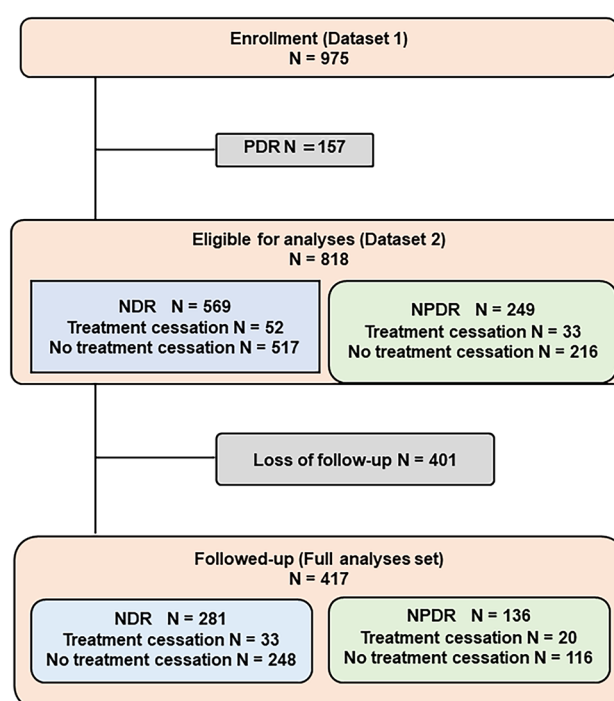 Enrollment (Dataset 1)
N = 975
PDR N = 157
Eligible for analyses (Dataset 2)
N = 818
NDR N = 569
Treatment cessation N = 52
No treatment cessation N = 517
NPDR N = 249
Treatment cessation N = 33
No treatment cessation N = 216
Loss of follow-up N = 401
Followed-up (Full analyses set)
N = 417
NDR N = 281
Treatment cessation N = 33
No treatment cessation N = 248
NPDR N = 136
Treatment cessation N = 20
No treatment cessation N = 116